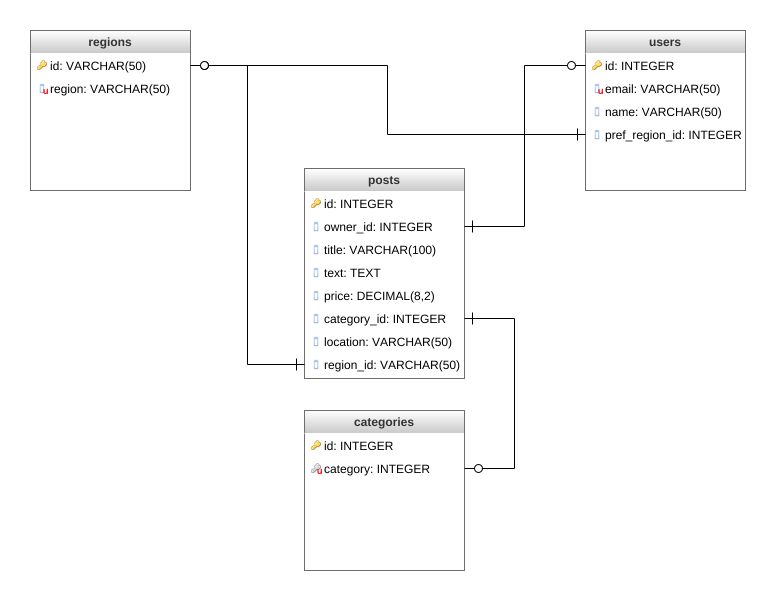 regions
id: VARCHAR(50)
region: VARCHAR(50)
users
id: INTEGER
email: VARCHAR(50)
name: VARCHAR(50)
pref_region_id: INTEGER
posts
id: INTEGER
owner_id: INTEGER
title: VARCHAR(100)
text: TEXT
price: DECIMAL(8,2)
category_id: INTEGER
location: VARCHAR(50)
region_id: VARCHAR(50)
categories
id: INTEGER
category: INTEGER